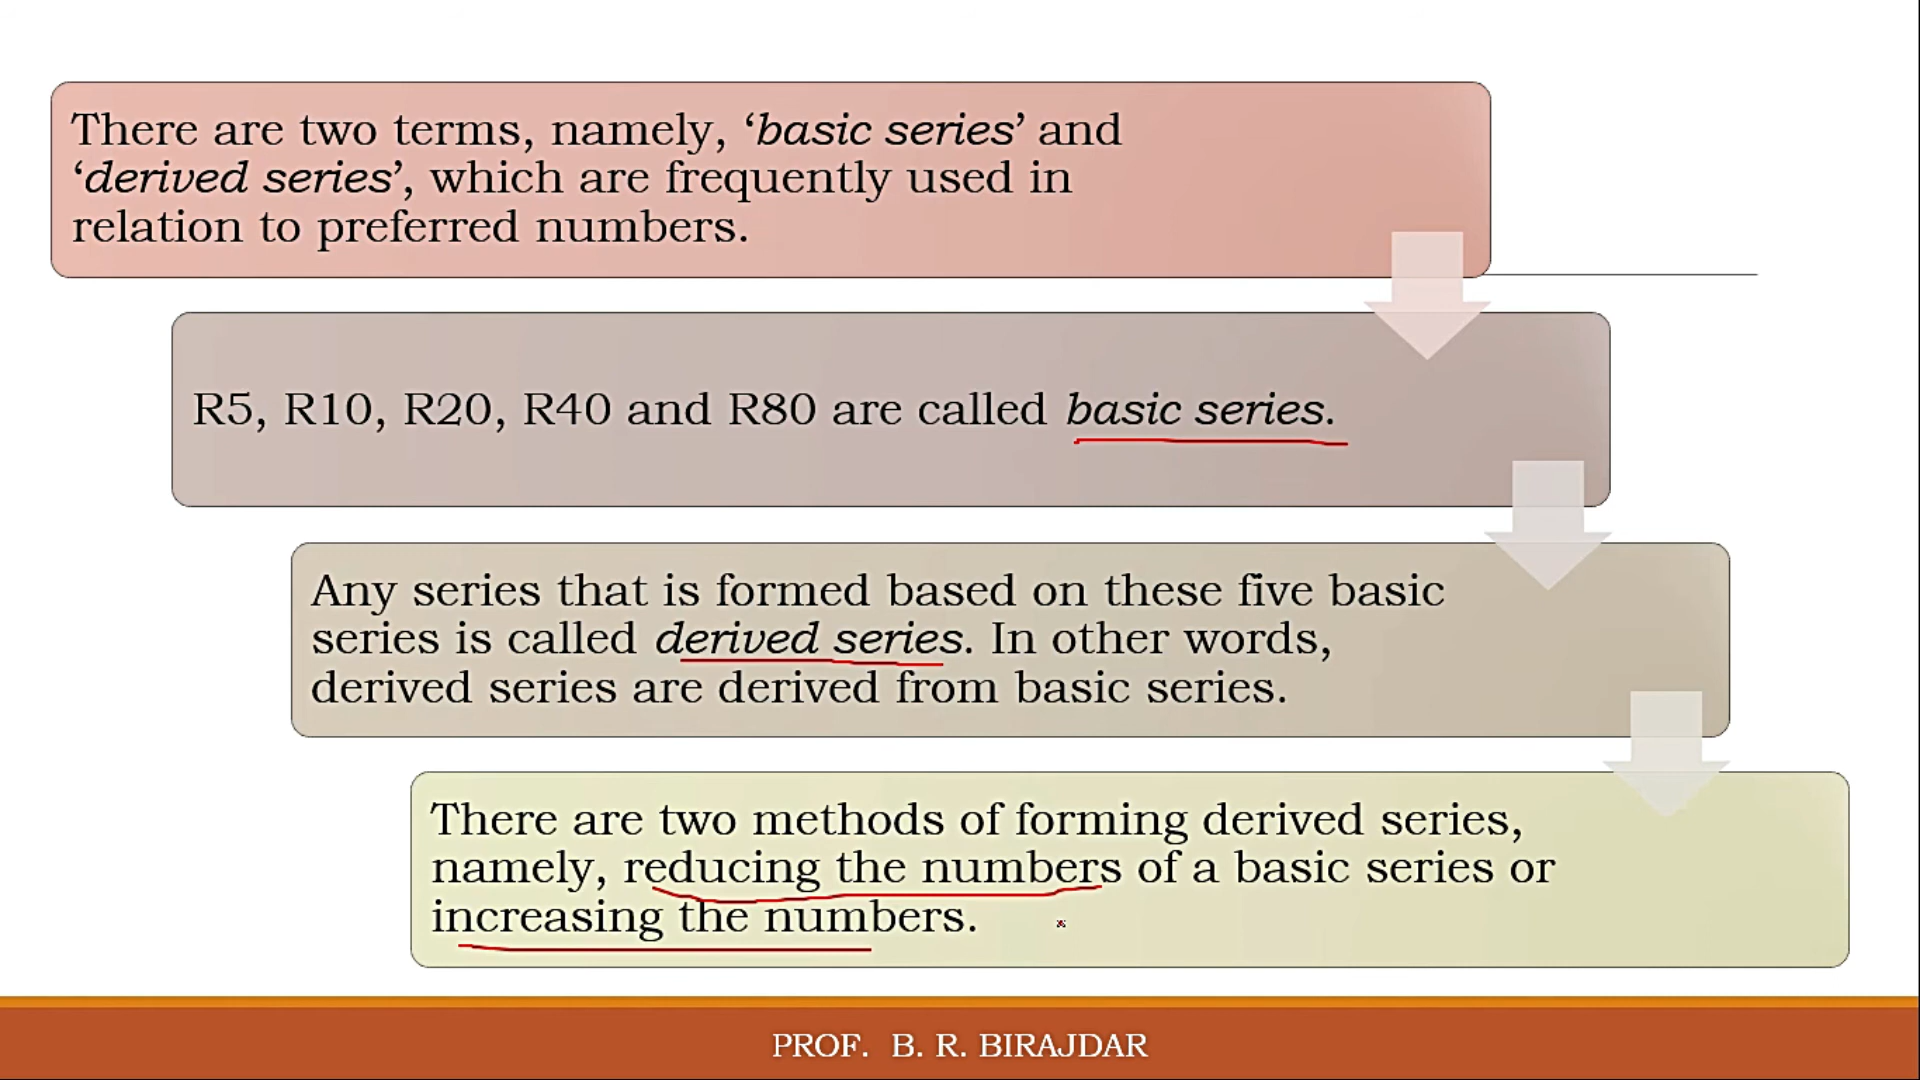 There are two terms, namely, ‘basic series’ and
‘derived series’, which are frequently used in
relation to preferred numbers.
R5, R10, R20, R40 and R80 are called basic series.
Any series that is formed based on these five basic
series is called derived series. In other words,
derived series are derived from basic series.
There are two methods of forming derived series,
namely, reducing the numbers of a basic series or
increasing the numbers.
PROF. B. R. BIRAJDAR